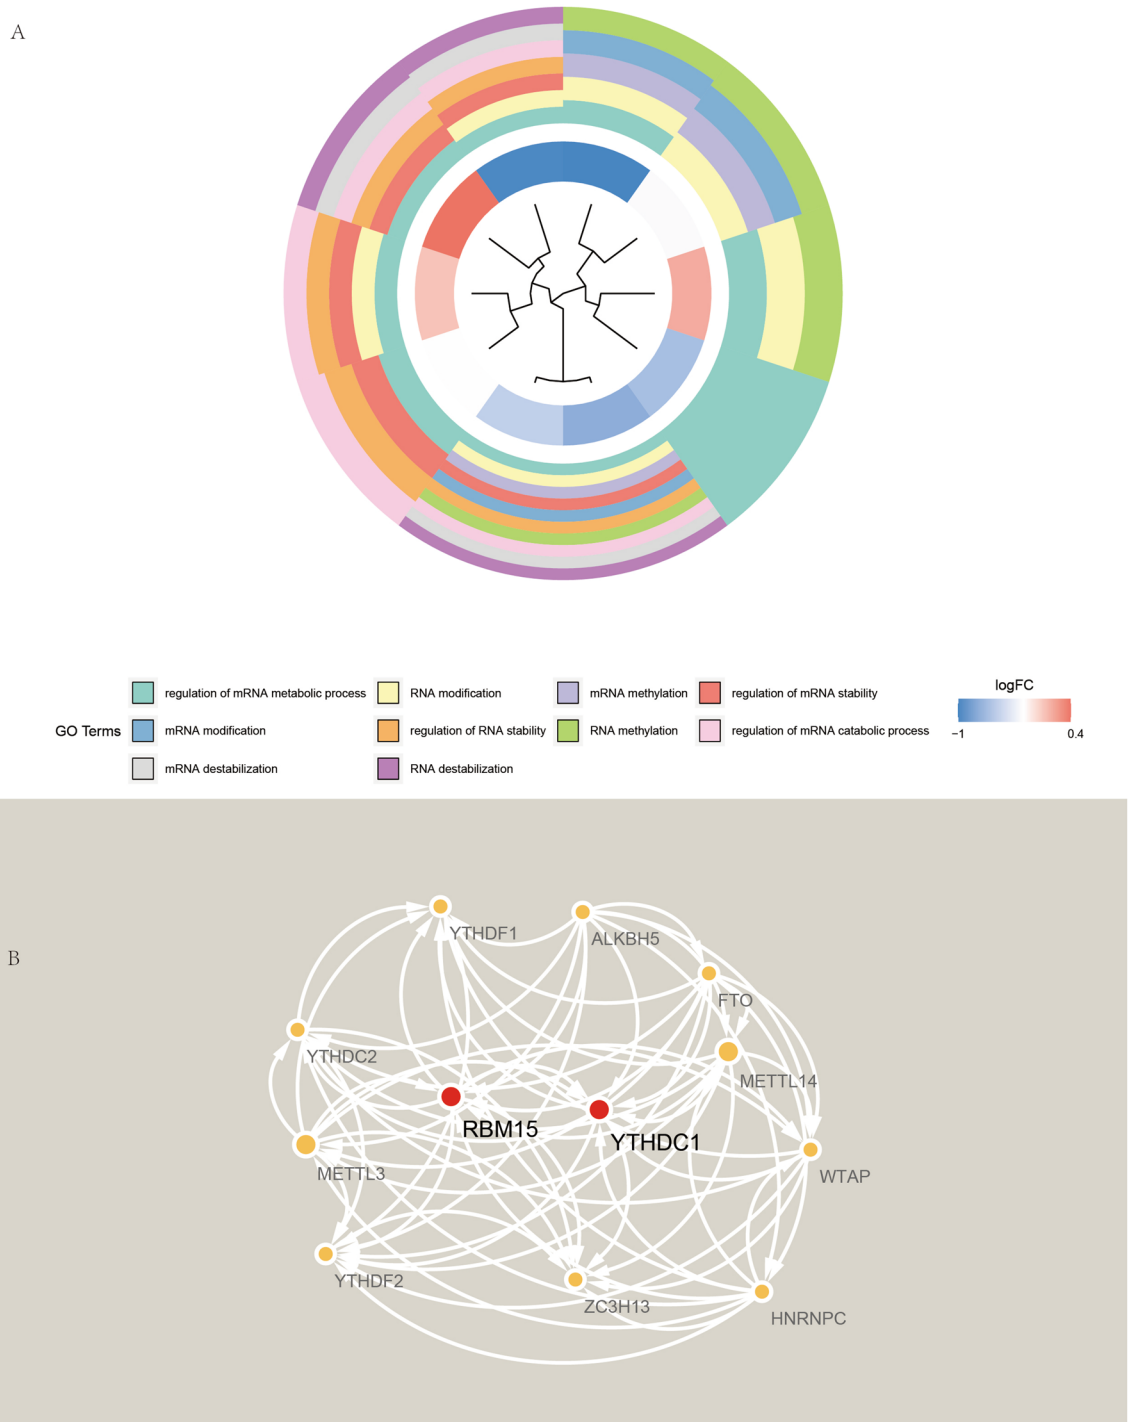 A
regulation of mRNA metabolic process RNA modification mRNA methylation regulation of mRNA stability
GO Terms mRNA modification regulation of RNA stability RNA methylation regulation of mRNA catabolic process
mRNA destabilization RNA destabilization
logFC
−1 0.4
B
YTHDF1
ALKBH5
FTO
YTHDC2
METTL14
RBM15
YTHDC1
METTL3
WTAP
YTHDF2
ZC3H13
HNRNPC